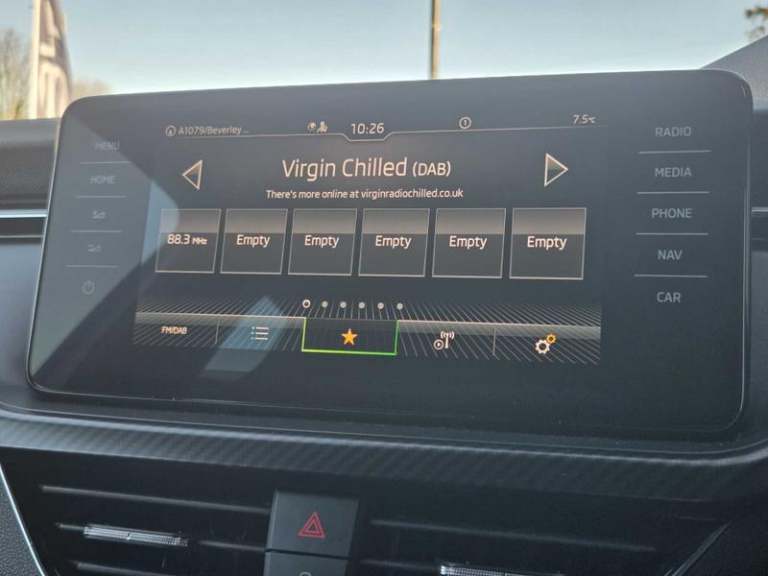 A1079/Beverley ...
10:26
7.5°C
MENU
HOME
RADIO
MEDIA
PHONE
NAV
CAR
Virgin Chilled (DAB)
There's more online at virginradiochilled.co.uk
88.3 MHz
Empty
Empty
Empty
Empty
Empty
FM/DAB